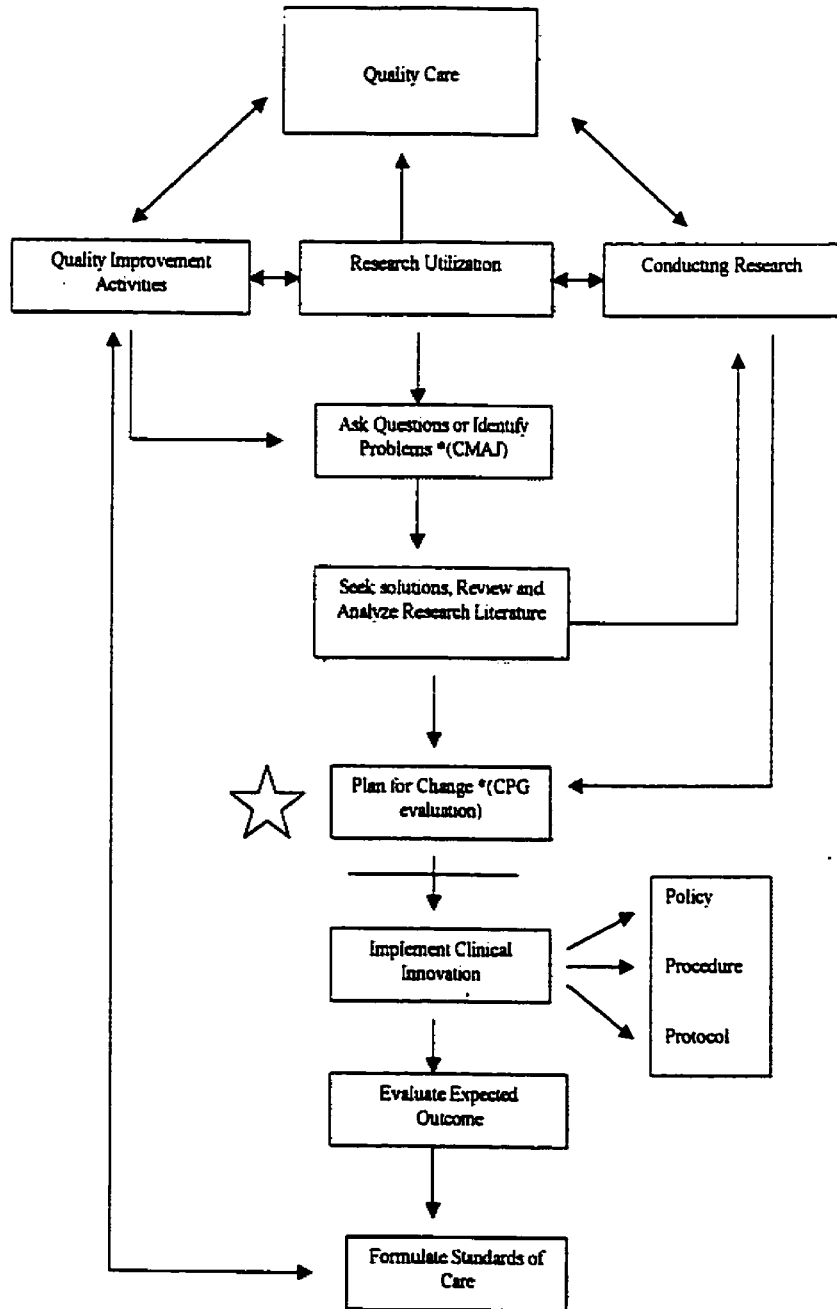 Quality Care
Quality Improvement
Activities
Research Utilization
Conducting Research
Ask Questions or Identify
Problems *(CMAJ)
Seek solutions, Review and
Analyze Research Literature
Plan for Change *(CPG
evaluation)
Implement Clinical
Innovation
Policy
Procedure
Protocol
Evaluate Expected
Outcome
Formulate Standards of
Care